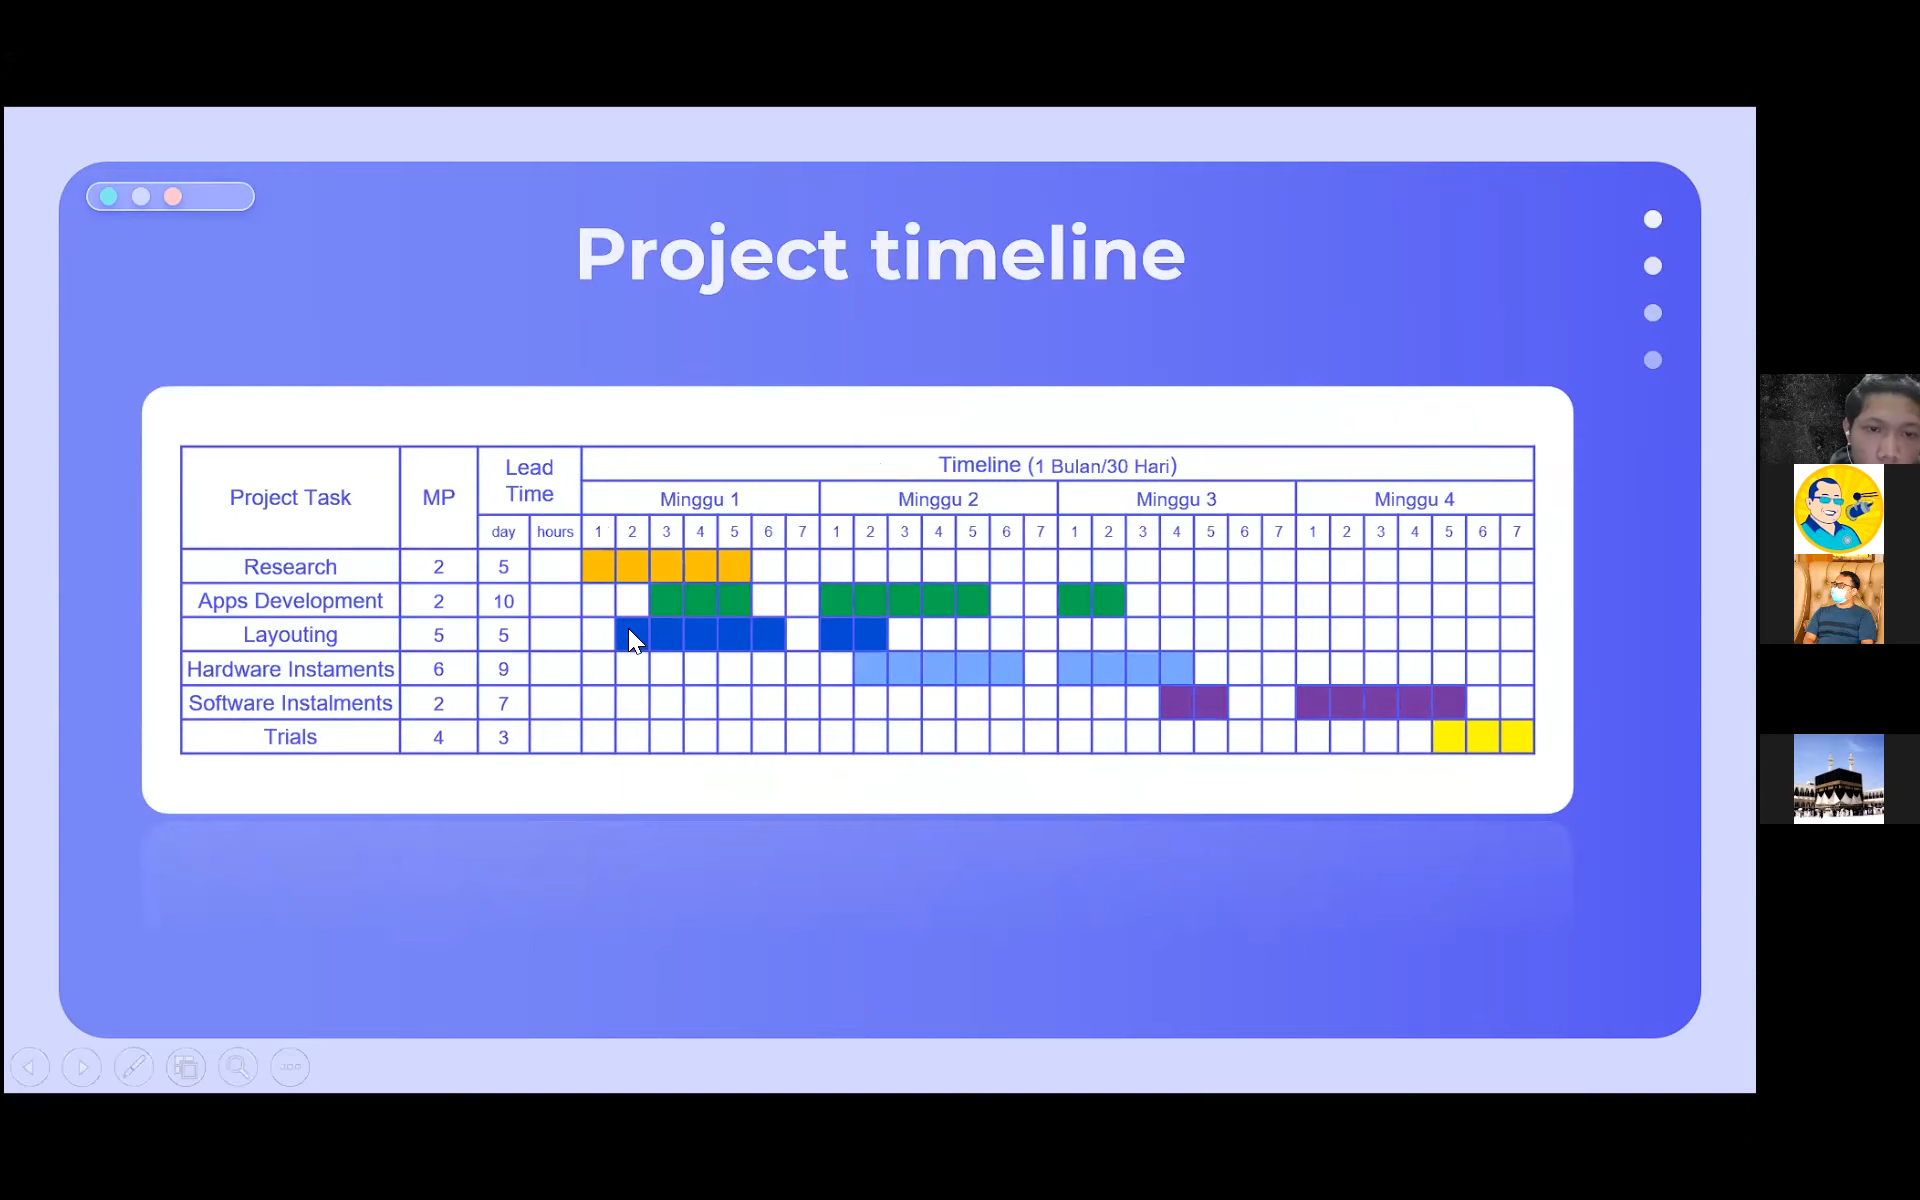 Project timeline
Project Task MP Lead Time Timeline (1 Bulan/30 Hari)
Minggu 1 Minggu 2 Minggu 3 Minggu 4
day hours 1 2 3 4 5 6 7 1 2 3 4 5 6 7 1 2 3 4 5 6 7 1 2 3 4 5 6 7
Research 2 5
Apps Development 2 10
Layouting 5 5
Hardware Instaments 6 9
Software Instalments 2 7
Trials 4 3